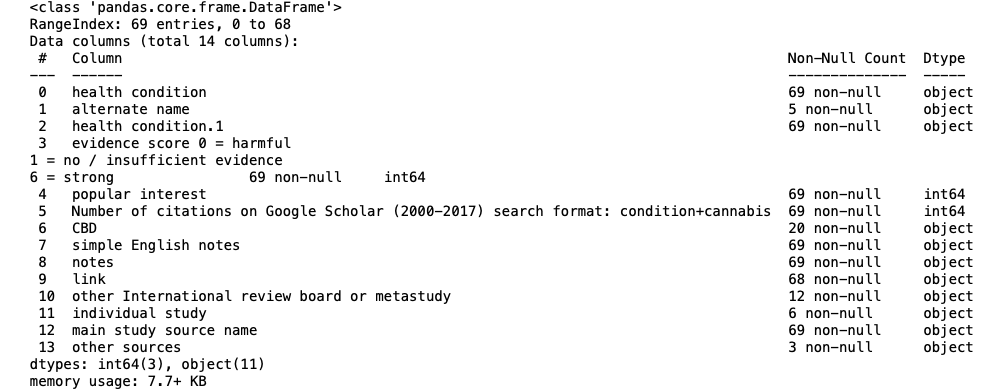 <class 'pandas.core.frame.DataFrame'>
RangeIndex: 69 entries, 0 to 68
Data columns (total 14 columns):
 #   Column                                                                             Non-Null Count  Dtype
---  ------                                                                             --------------  -----
 0   health condition                                                                   69 non-null     object
 1   alternate name                                                                     5 non-null      object
 2   health condition.1                                                                 69 non-null     object
 3   evidence score 0 = harmful
1 = no / insufficient evidence
6 = strong                69 non-null     int64
 4   popular interest                                                                   69 non-null     int64
 5   Number of citations on Google Scholar (2000-2017) search format: condition+cannabis  69 non-null     int64
 6   CBD                                                                                20 non-null     object
 7   simple English notes                                                               69 non-null     object
 8   notes                                                                              69 non-null     object
 9   link                                                                               68 non-null     object
 10  other International review board or metastudy                                      12 non-null     object
 11  individual study                                                                   6 non-null      object
 12  main study source name                                                             69 non-null     object
 13  other sources                                                                      3 non-null      object
dtypes: int64(3), object(11)
memory usage: 7.7+ KB